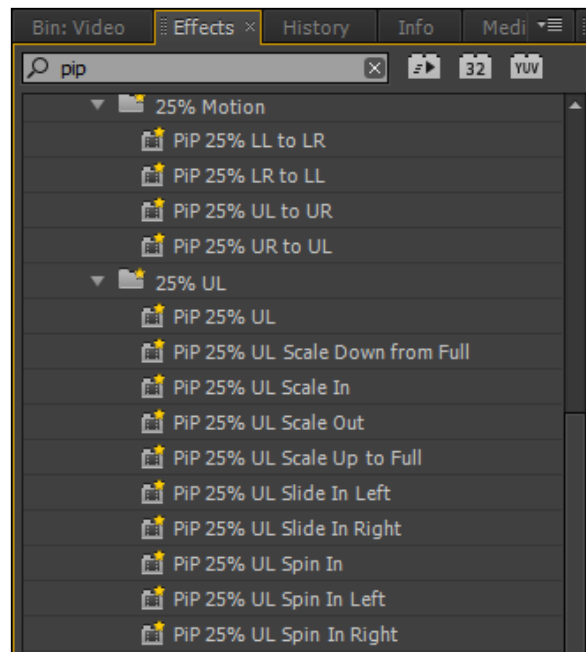 Bin: Video Effects × History Info Medi
pip 32 YUV
25% Motion
PiP 25% LL to LR
PiP 25% LR to LL
PiP 25% UL to UR
PiP 25% UR to UL
25% UL
PiP 25% UL
PiP 25% UL Scale Down from Full
PiP 25% UL Scale In
PiP 25% UL Scale Out
PiP 25% UL Scale Up to Full
PiP 25% UL Slide In Left
PiP 25% UL Slide In Right
PiP 25% UL Spin In
PiP 25% UL Spin In Left
PiP 25% UL Spin In Right